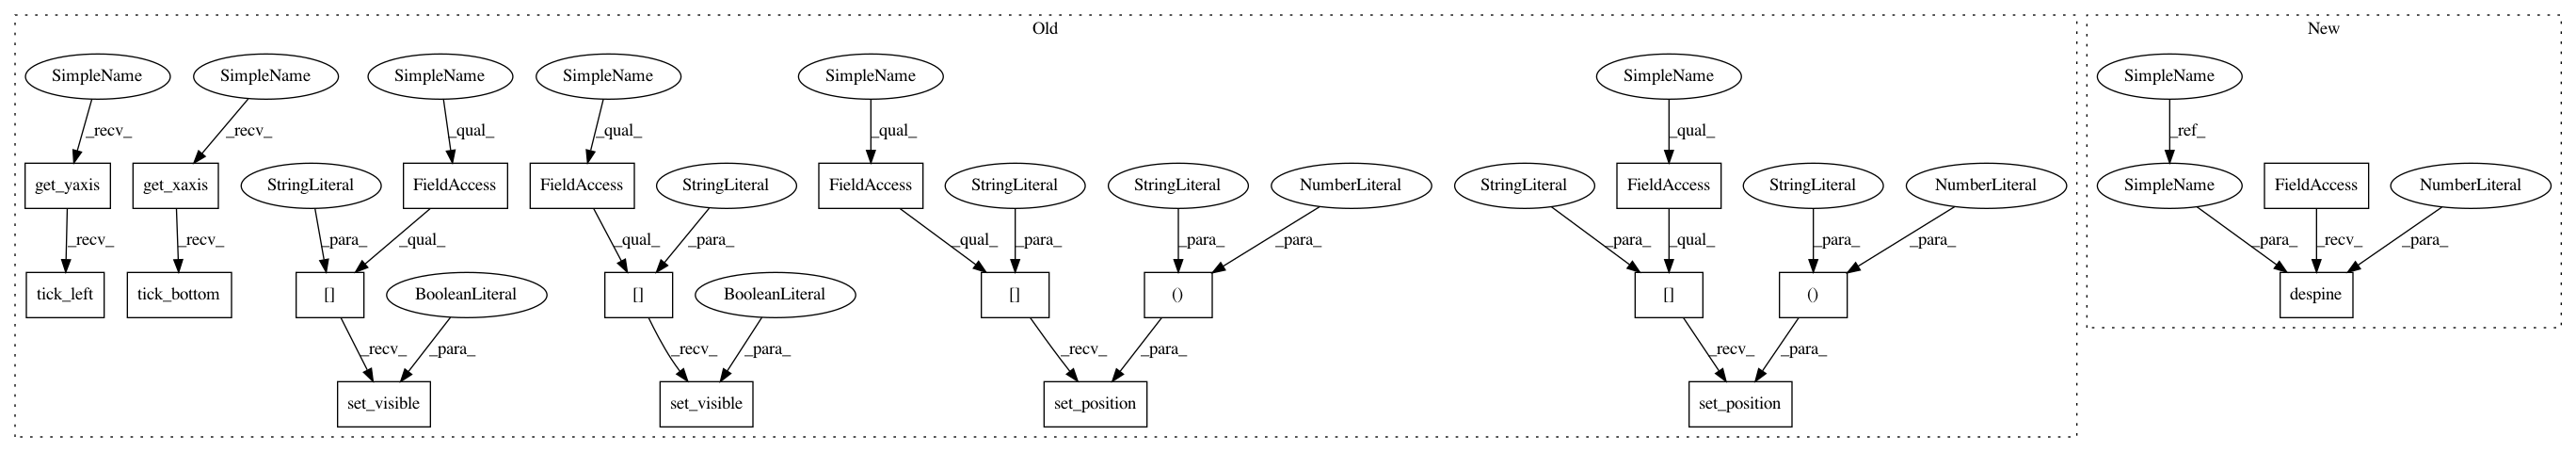 Old
New
SimpleName
SimpleName
SimpleName
SimpleName
SimpleName
SimpleName
SimpleName
_recv_
_recv_
_qual_
_qual_
_qual_
_qual_
_ref_
get_yaxis
get_xaxis
StringLiteral
FieldAccess
FieldAccess
StringLiteral
FieldAccess
StringLiteral
StringLiteral
NumberLiteral
StringLiteral
FieldAccess
StringLiteral
NumberLiteral
SimpleName
FieldAccess
NumberLiteral
_recv_
_recv_
_para_
_qual_
_qual_
_para_
_qual_
_para_
_para_
_para_
_para_
_qual_
_para_
_para_
_para_
_recv_
_para_
tick_left
tick_bottom
[]
BooleanLiteral
[]
BooleanLiteral
[]
()
[]
()
despine
_recv_
_para_
_recv_
_para_
_recv_
_para_
_recv_
_para_
set_visible
set_visible
set_position
set_position